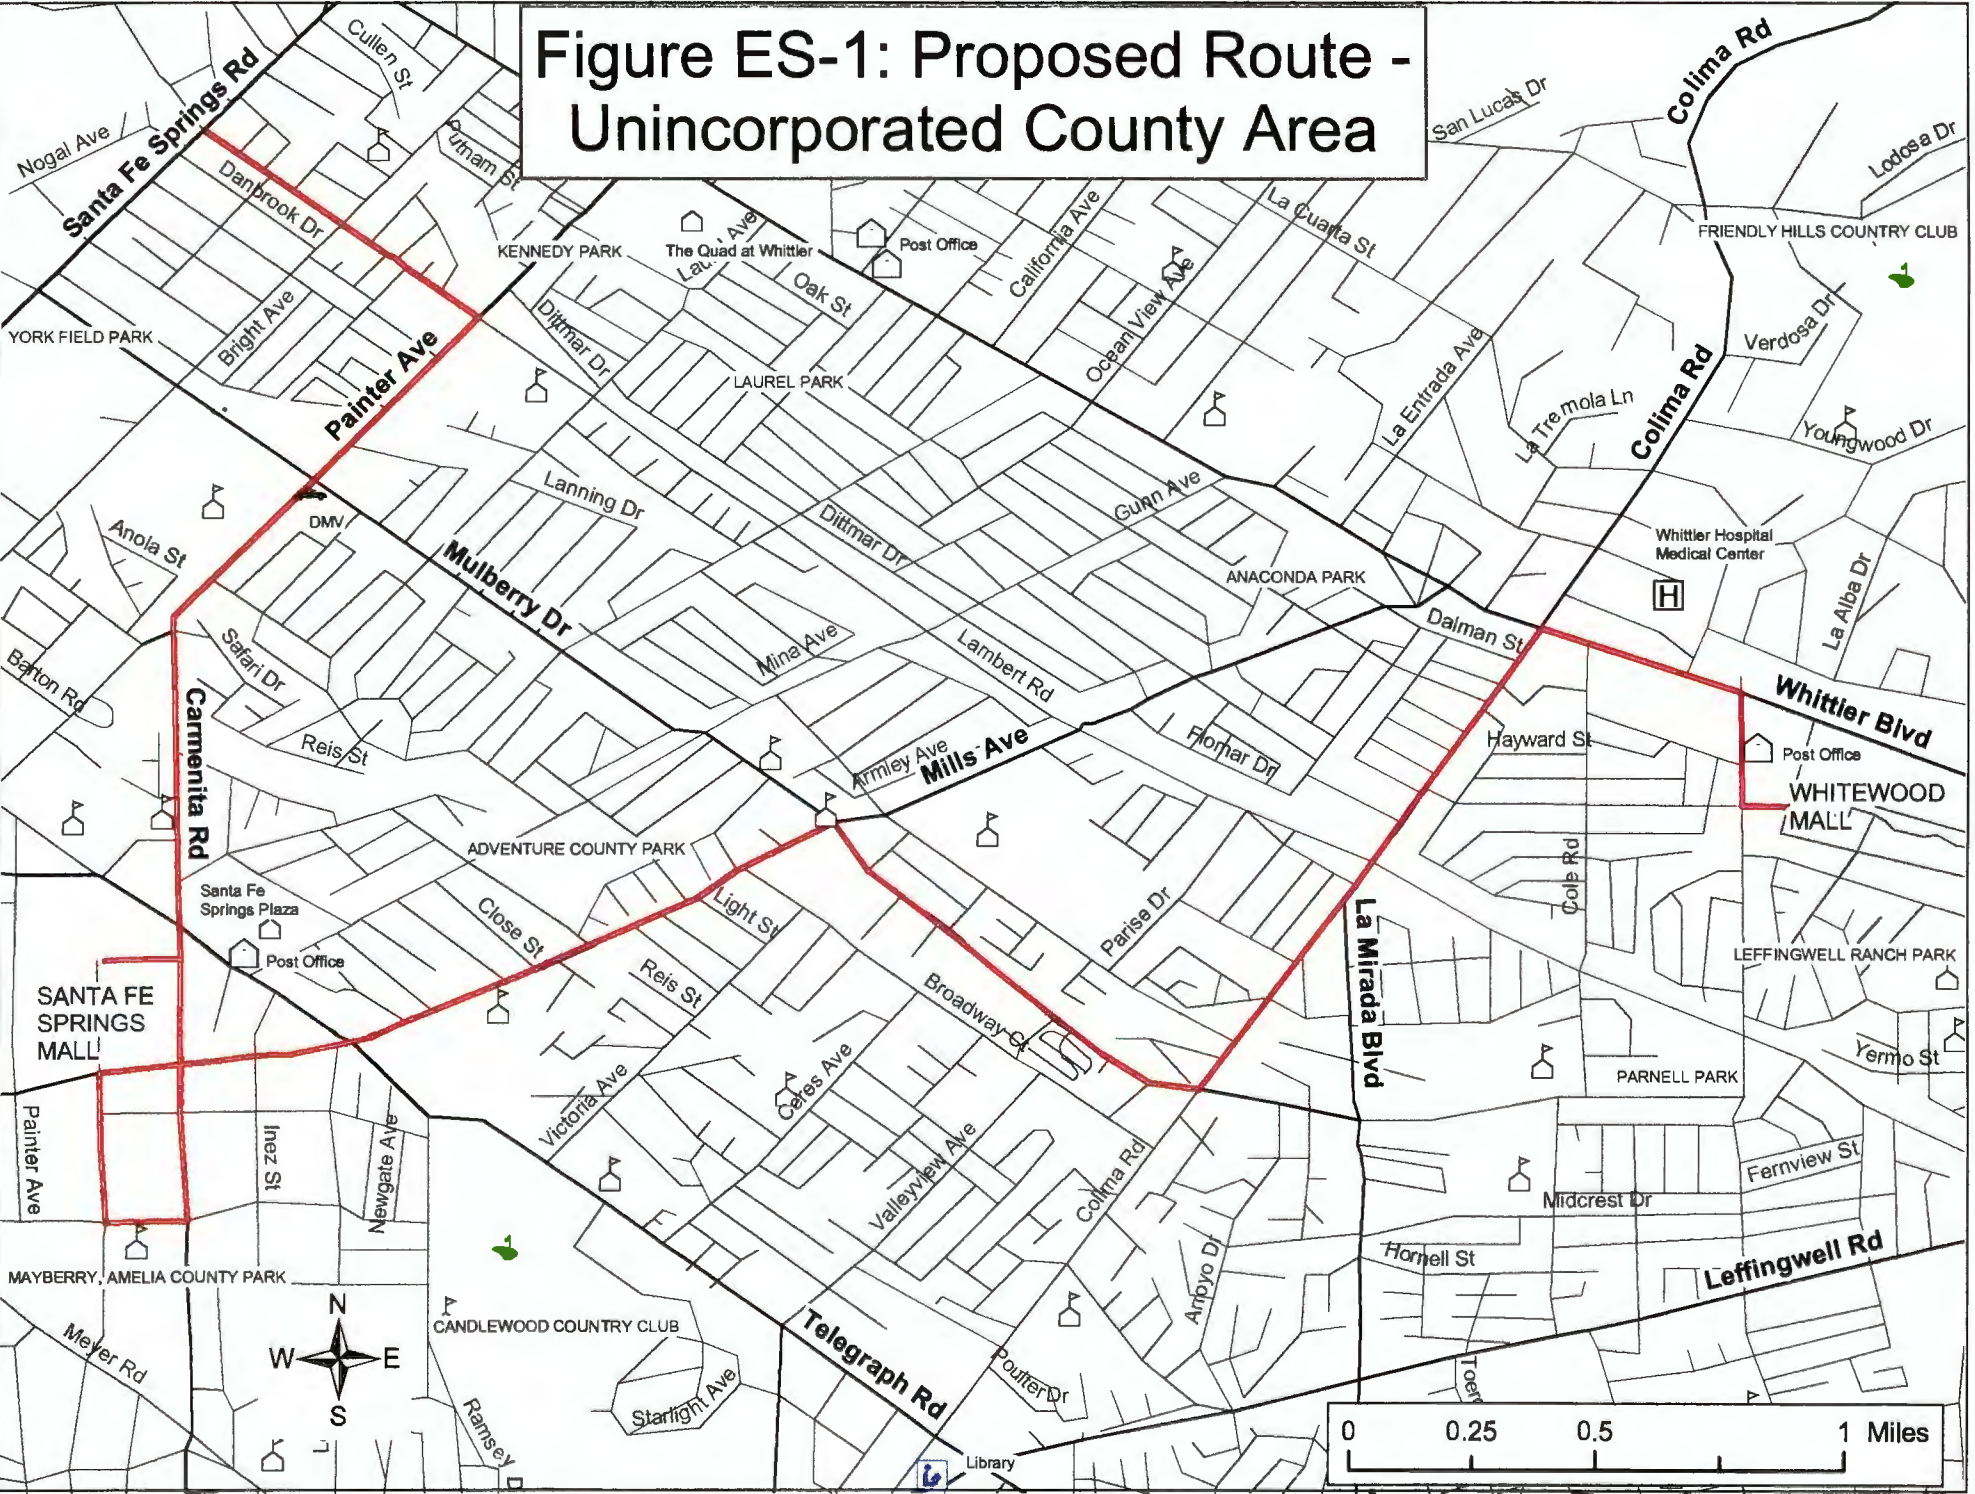 Figure ES-1: Proposed Route -
Unincorporated County Area
Cullen St
Santa Fe Springs Rd
Nogal Ave
Putnam St
Danbrook Dr
KENNEDY PARK
The Quad at Whittier
Oak St
Post Office
California Ave
La Cuarta St
Ocean View Ave
San Lucas Dr
Colima Rd
Lodosa Dr
FRIENDLY HILLS COUNTRY CLUB
Verdosa Dr
YORK FIELD PARK
Bright Ave
Painter Ave
Dittmar Dr
LAUREL PARK
La Entrada Ave
La Tremola Ln
Colima Rd
Youngwood Dr
Lanning Dr
Gunn Ave
Dittmar Dr
DMV
Anola St
Mulberry Dr
ANACONDA PARK
Whittier Hospital
Medical Center
H
La Alba Dr
Dalman St
Mina Ave
Lambert Rd
Safari Dr
Barton Rd
Carmenita Rd
Reis St
Armley Ave
Mills Ave
Flomar Dr
Hayward St
Whittier Blvd
Post Office
WHITEWOOD
MALL
ADVENTURE COUNTY PARK
Santa Fe
Springs Plaza
Post Office
Close St
Light St
Reis St
Parise Dr
Cole Rd
La Mirada Blvd
LEFFINGWELL RANCH PARK
SANTA FE
SPRINGS
MALL
Broadway Ct
Yermo St
PARNELL PARK
Painter Ave
Inez St
Newgate Ave
Victoria Ave
Ceres Ave
Valleyview Ave
Colima Rd
Arroyo Dr
Fernview St
Midcrest Dr
Hornell St
Leffingwell Rd
MAYBERRY, AMELIA COUNTY PARK
Meyer Rd
N
W E
S
CANDLEWOOD COUNTRY CLUB
Starlight Ave
Ramsey
Telegraph Rd
Poulter Dr
Library
0 0.25 0.5 1 Miles